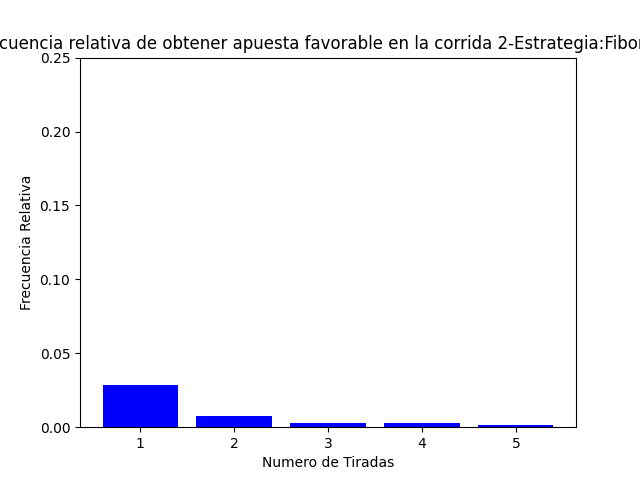 cuencia relativa de obtener apuesta favorable en la corrida 2-Estrategia:Fibo
0.25
0.20
0.15
0.10
0.05
0.00
Frecuencia Relativa
1 2 3 4 5
Numero de Tiradas